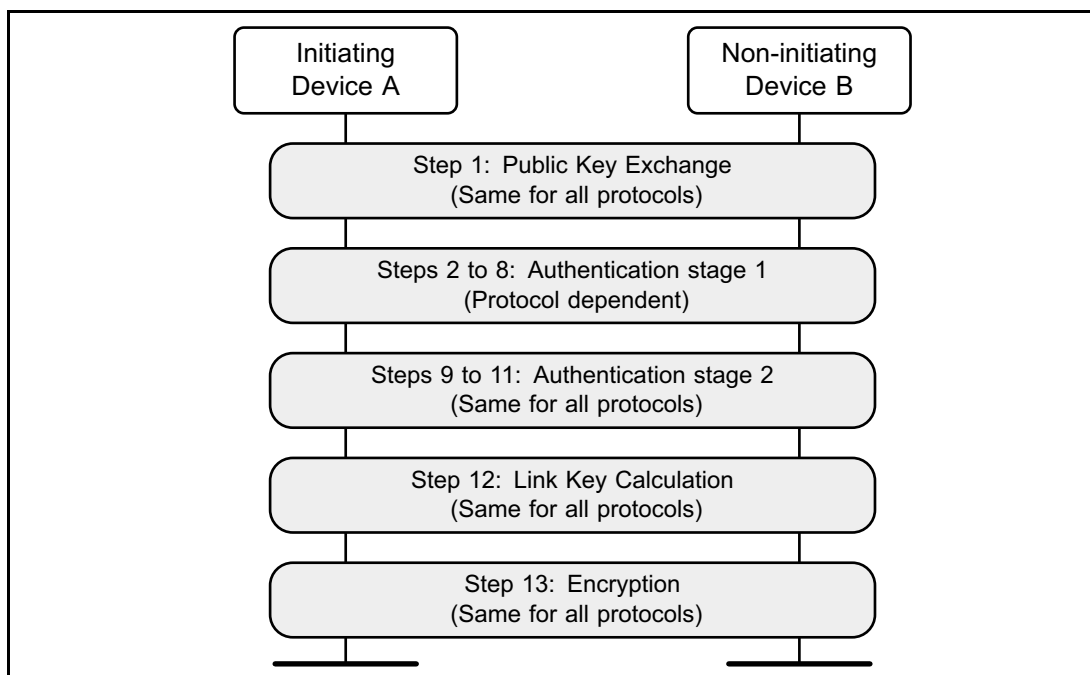 Initiating
Device A
Non-initiating
Device B
Step 1: Public Key Exchange
(Same for all protocols)
Steps 2 to 8: Authentication stage 1
(Protocol dependent)
Steps 9 to 11: Authentication stage 2
(Same for all protocols)
Step 12: Link Key Calculation
(Same for all protocols)
Step 13: Encryption
(Same for all protocols)